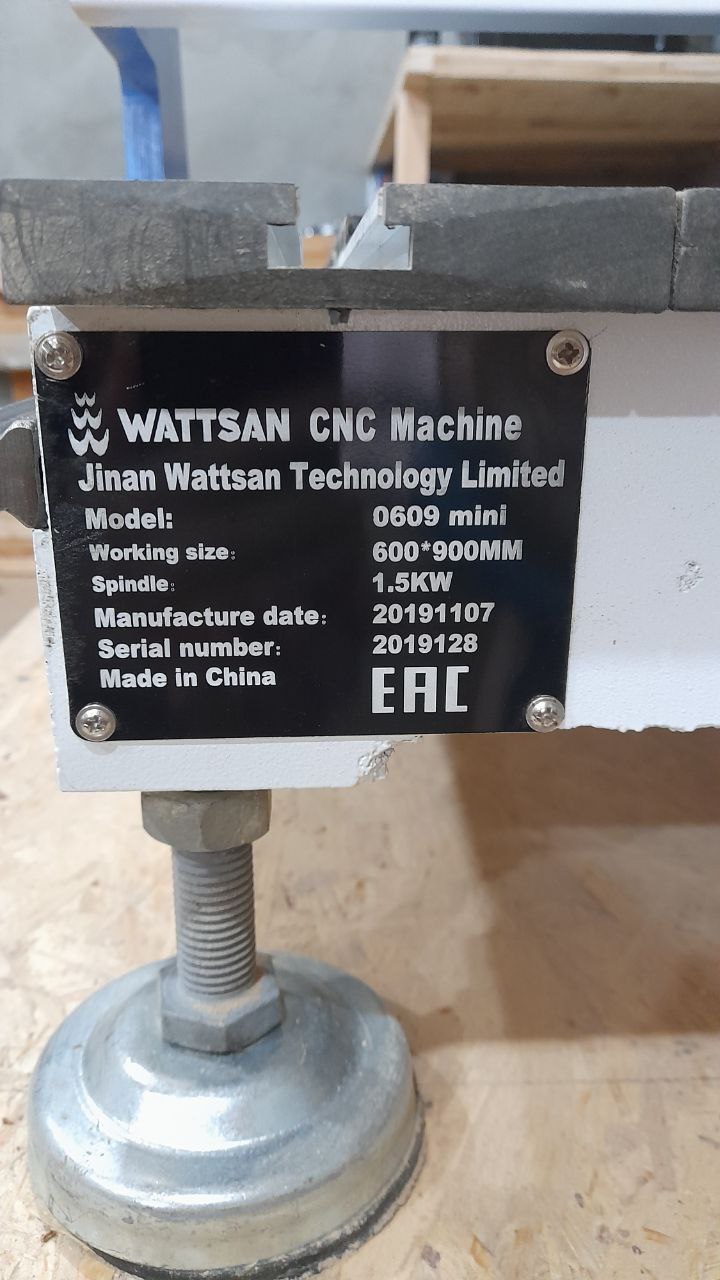 WATTSAN CNC Machine
Jinan Wattsan Technology Limited
Model: 0609 mini
Working size: 600*900MM
Spindle: 1.5KW
Manufacture date: 20191107
Serial number: 2019128
Made in China EAC